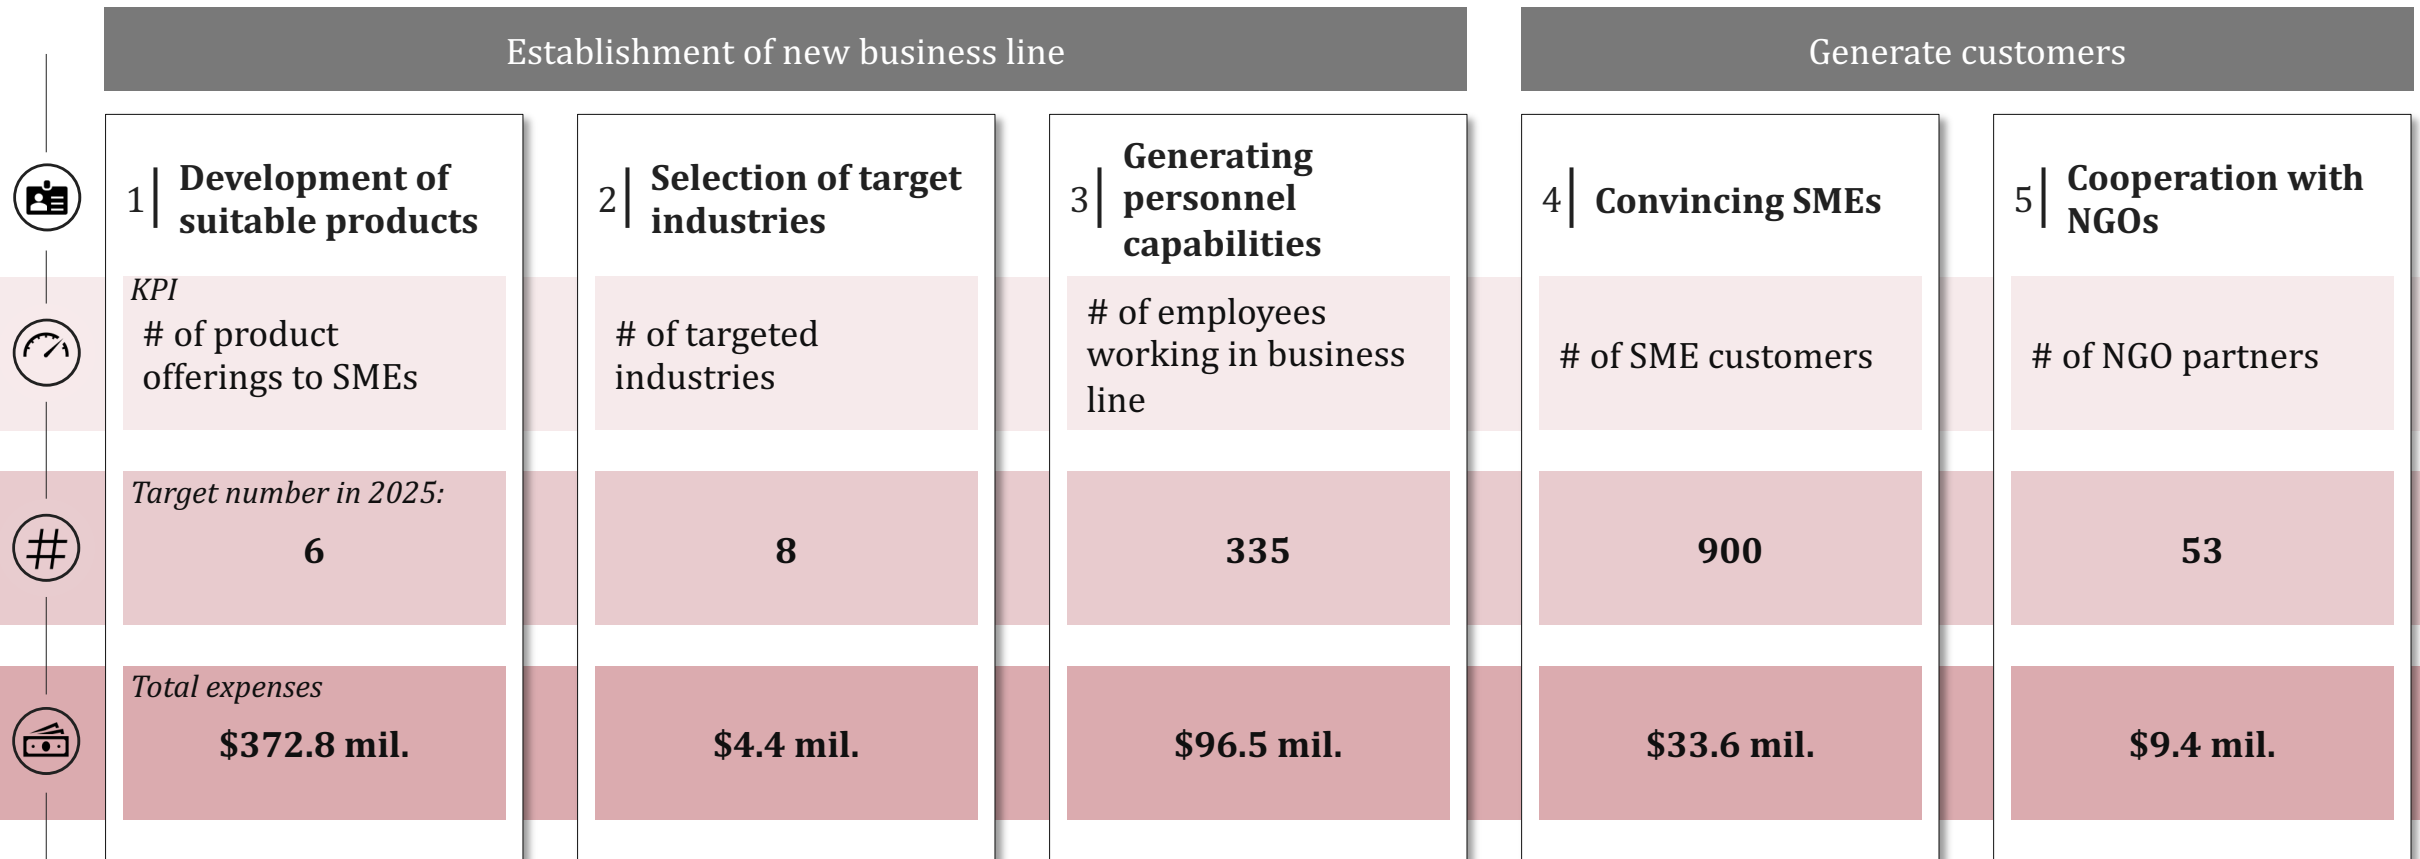 Establishment of new business line
Generate customers
1
Development of
suitable products
2
Selection of target
industries
3
Generating
personnel
capabilities
4
Convincing SMEs
5
Cooperation with
NGOs
KPI
# of product
offerings to SMEs
# of targeted
industries
# of employees
working in business
line
# of SME customers
# of NGO partners
#
Target number in 2025:
6
8
335
900
53
Total expenses
$372.8 mil.
$4.4 mil.
$96.5 mil.
$33.6 mil.
$9.4 mil.